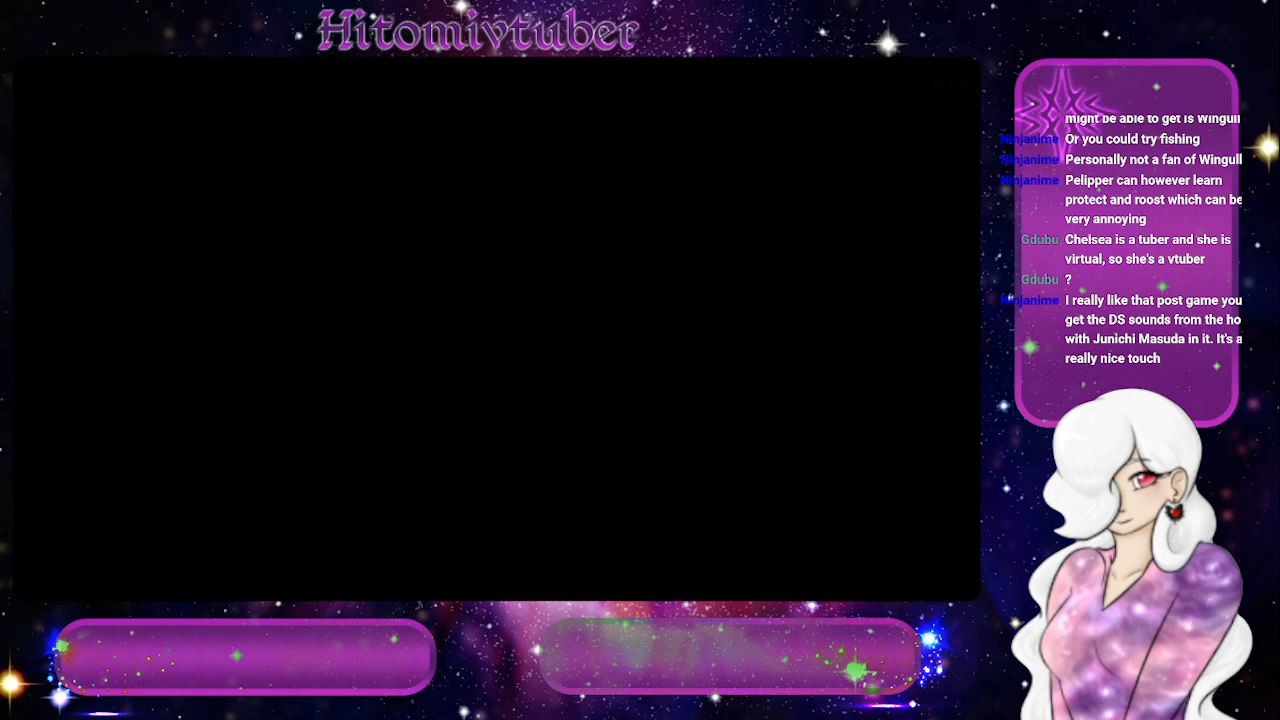 Hitomivtuber
might be able to get is Wingull
Ninjanime Or you could try fishing
Ninjanime Personally not a fan of Wingull
Ninjanime Pelipper can however learn
protect and roost which can be
very annoying
Gdubu Chelsea is a tuber and she is
virtual, so she's a vtuber
Gdubu ?
Ninjanime I really like that post game you
get the DS sounds from the ho
with Junichi Masuda in it. It's a
really nice touch